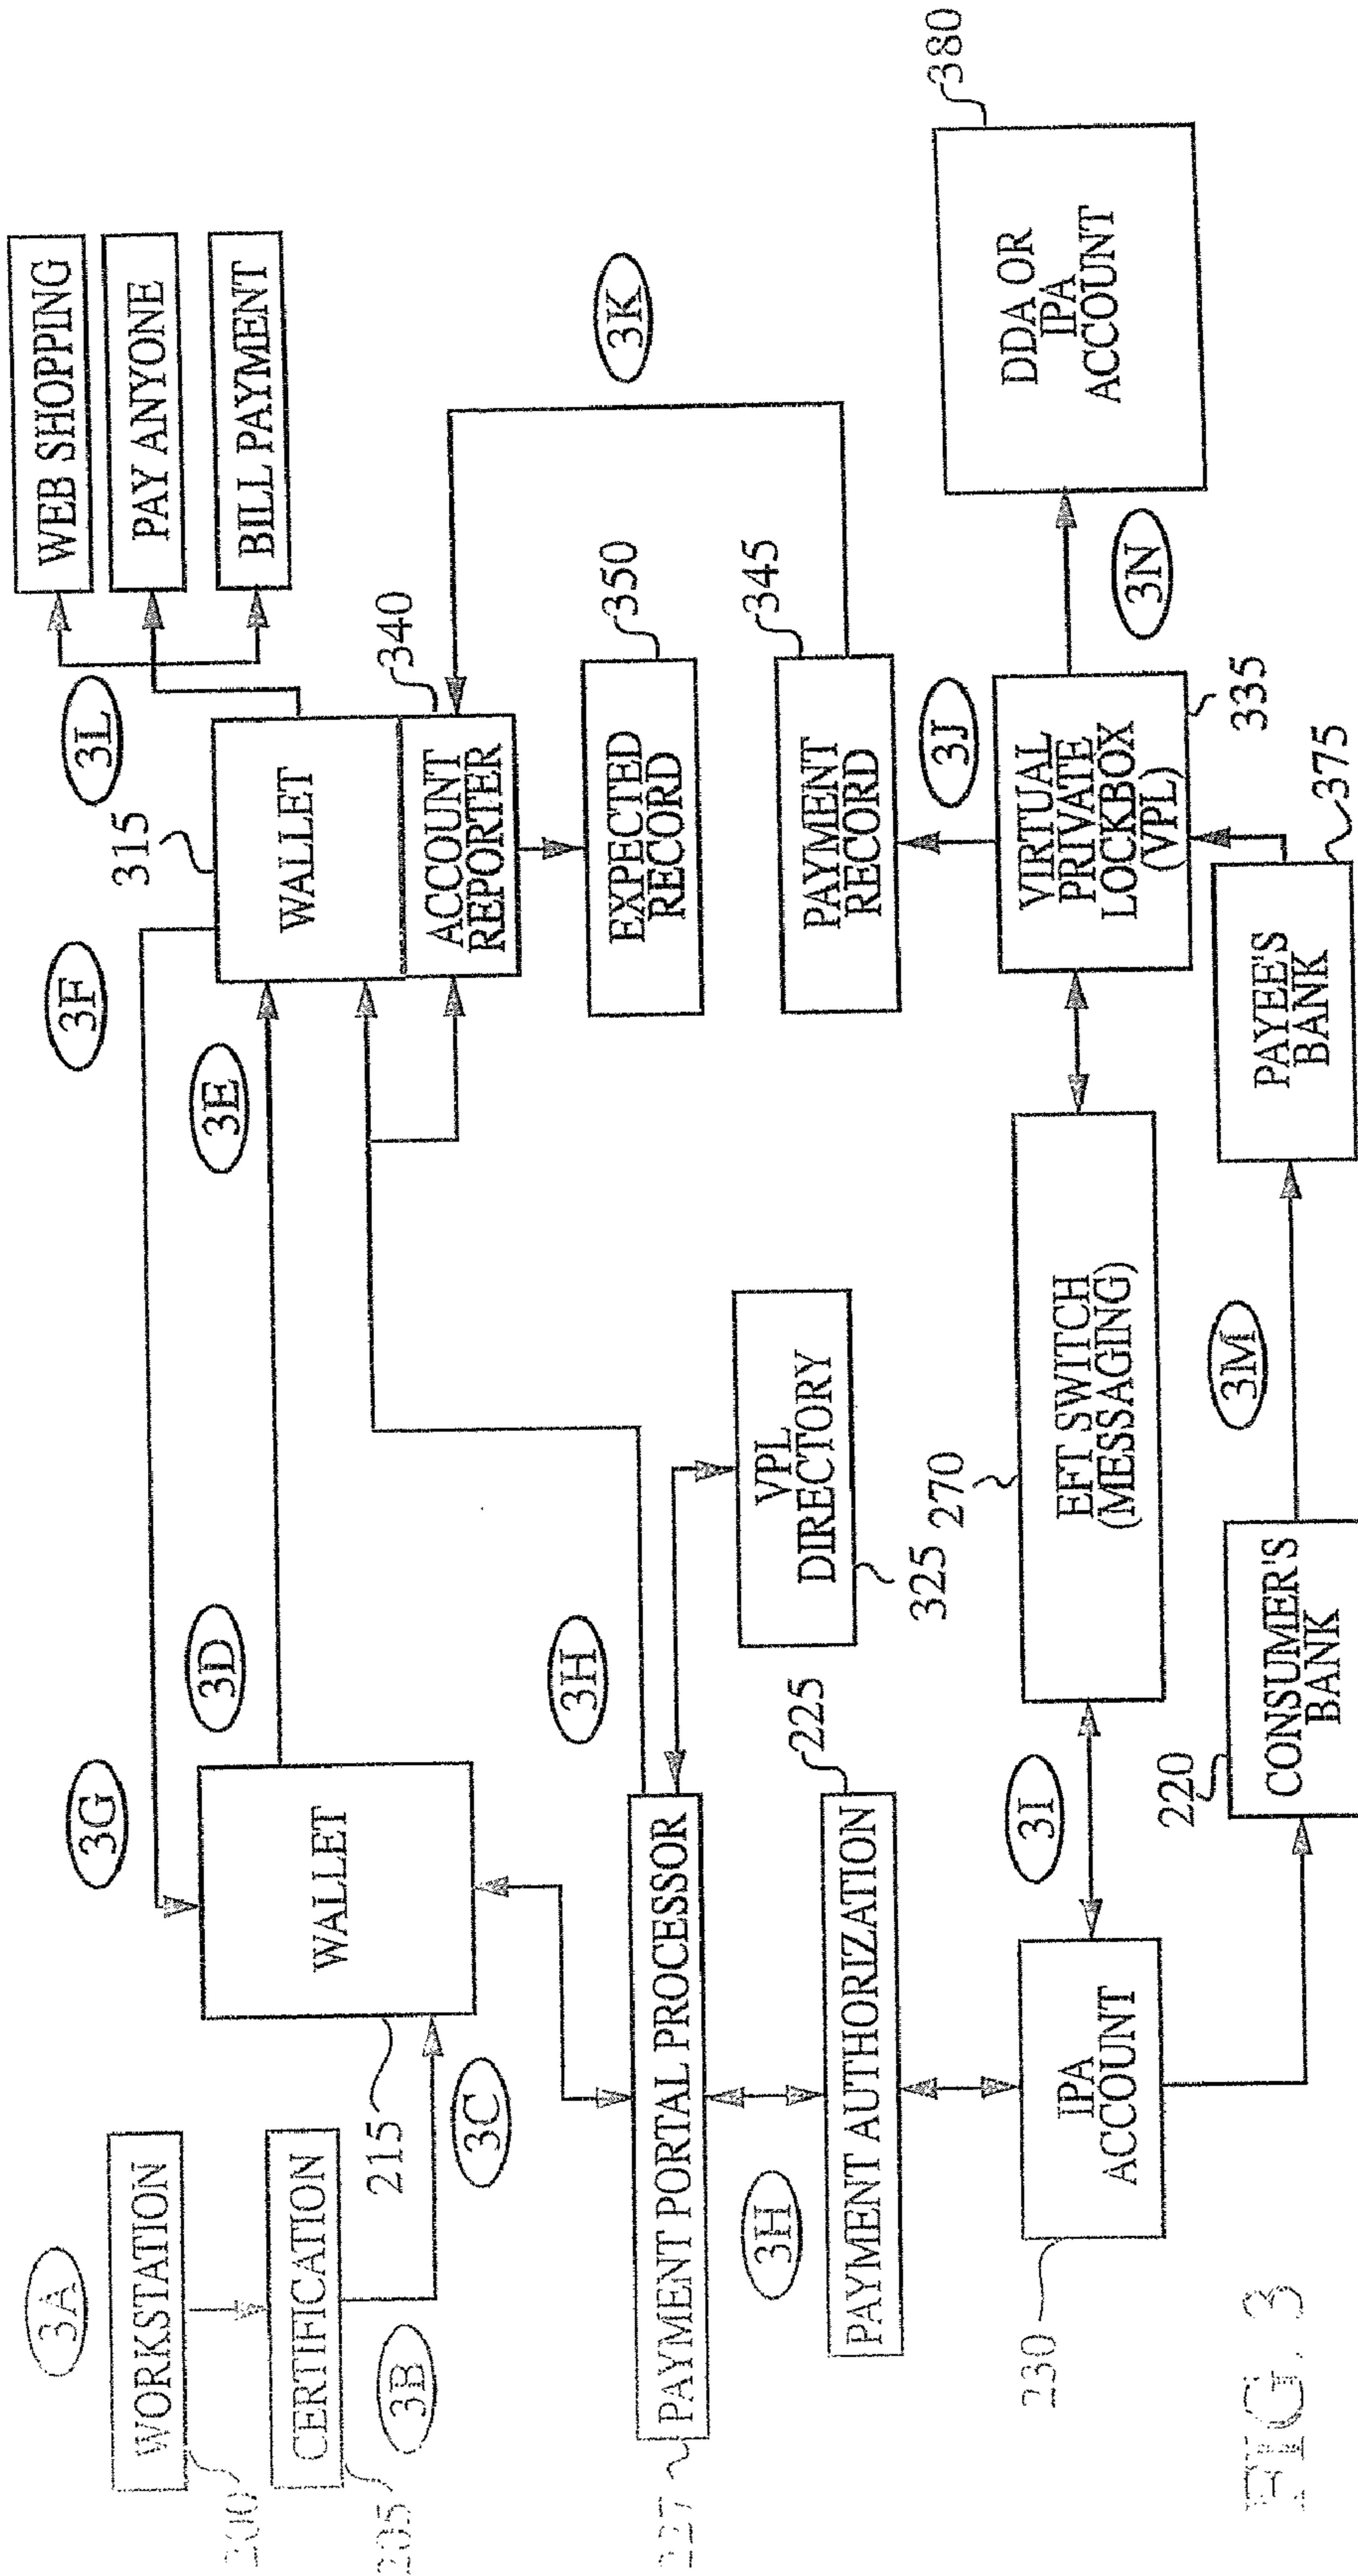 3A
WORKSTATION
200
CERTIFICATION
205
3B
3C
215
WALLET
3G
3D
3F
3E
315
WALLET
3L
WEB SHOPPING
PAY ANYONE
BILL PAYMENT
ACCOUNT
REPORTER
340
EXPECTED
RECORD
350
3K
PAYMENT PORTAL PROCESSOR
227
3H
VPL
DIRECTORY
325
PAYMENT
RECORD
345
3H
PAYMENT AUTHORIZATION
225
3J
IPA
ACCOUNT
230
3I
EFT SWITCH
(MESSAGING)
270
VIRTUAL
PRIVATE
LOCKBOX
(VPL)
335
3N
DDA OR
IPA
ACCOUNT
380
CONSUMER'S
BANK
220
3M
PAYEE'S
BANK
375
FIG. 3